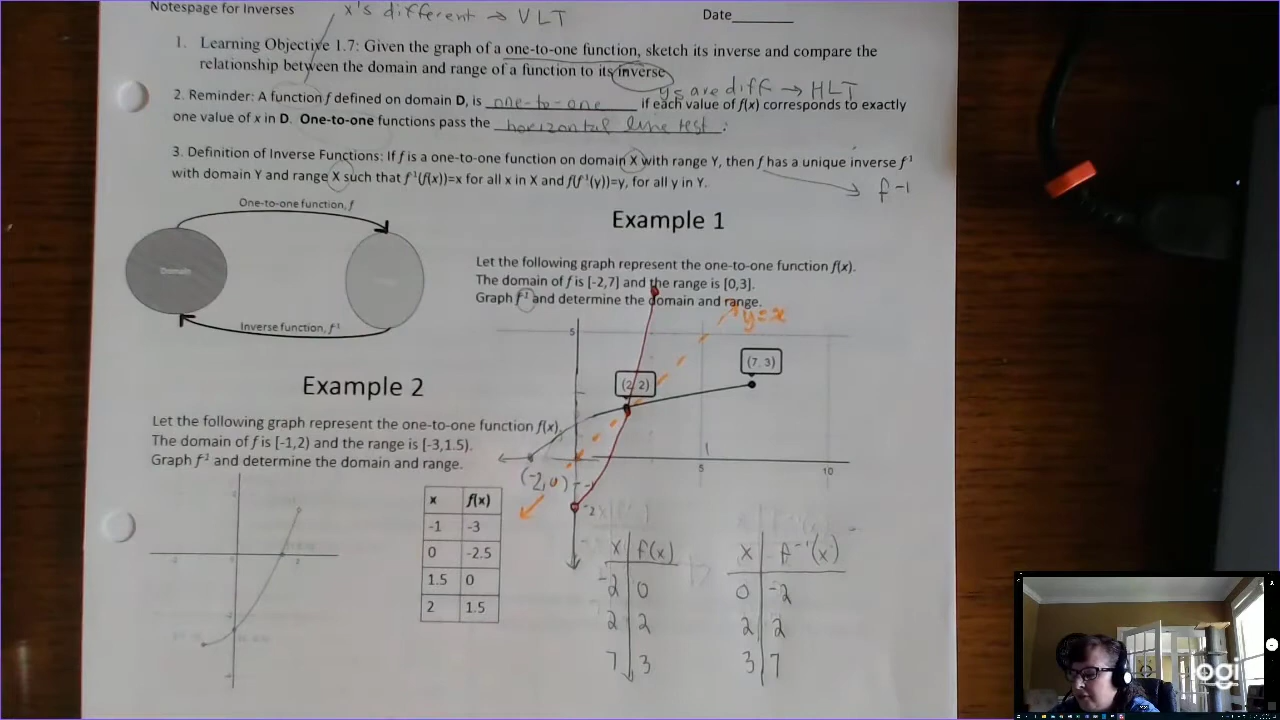 Notespage for Inverses
x's different → VLT
Date________
1. Learning Objective 1.7: Given the graph of a one-to-one function, sketch its inverse and compare the
relationship between the domain and range of a function to its inverse
y's are diff → HLT
2. Reminder: A function f defined on domain D, is one-to-one if each value of f(x) corresponds to exactly
one value of x in D. One-to-one functions pass the horizontal line test.
3. Definition of Inverse Functions: If f is a one-to-one function on domain X with range Y, then f has a unique inverse f⁻¹
with domain Y and range X such that f⁻¹(f(x))=x for all x in X and f(f⁻¹(y))=y, for all y in Y.
f⁻¹
One-to-one function, f
Domain
Inverse function, f⁻¹
Example 1
Let the following graph represent the one-to-one function f(x).
The domain of f is [-2,7] and the range is [0,3].
Graph f⁻¹ and determine the domain and range.
y=x
5
(7, 3)
(2, 2)
5
10
(-2,0)
-2
x f(x)
-2 0
2 2
7 3
x f⁻¹(x)
0 -2
2 2
3 7
Example 2
Let the following graph represent the one-to-one function f(x).
The domain of f is [-1,2) and the range is [-3,1.5).
Graph f⁻¹ and determine the domain and range.
x f(x)
-1 -3
0 -2.5
1.5 0
2 1.5
-2
0
2
ogi